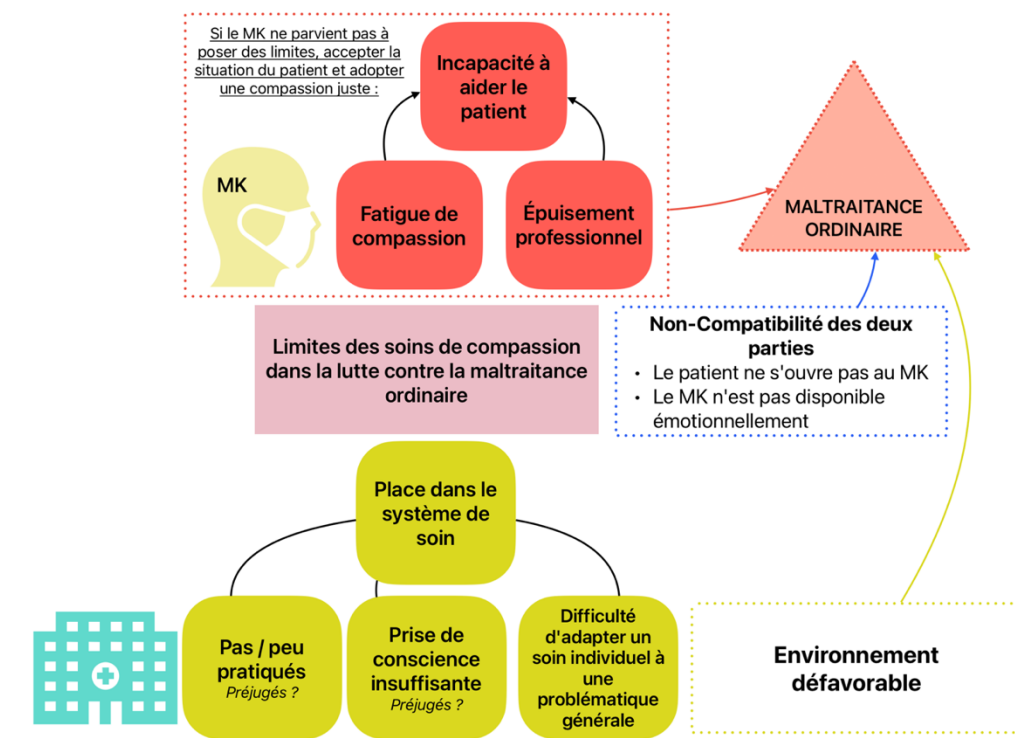 Si le MK ne parvient pas à
poser des limites, accepter la
situation du patient et adopter
une compassion juste :
Incapacité à
aider le
patient
MK
Fatigue de
compassion
Épuisement
professionnel
MALTRAITANCE
ORDINAIRE
Limites des soins de compassion
dans la lutte contre la maltraitance
ordinaire
Non-Compatibilité des deux
parties
• Le patient ne s'ouvre pas au MK
• Le MK n'est pas disponible
émotionnellement
Place dans le
système de
soin
Pas / peu
pratiqués
Préjugés ?
Prise de
conscience
insuffisante
Préjugés ?
Difficulté
d'adapter un
soin individuel à
une
problématique
générale
Environnement
défavorable